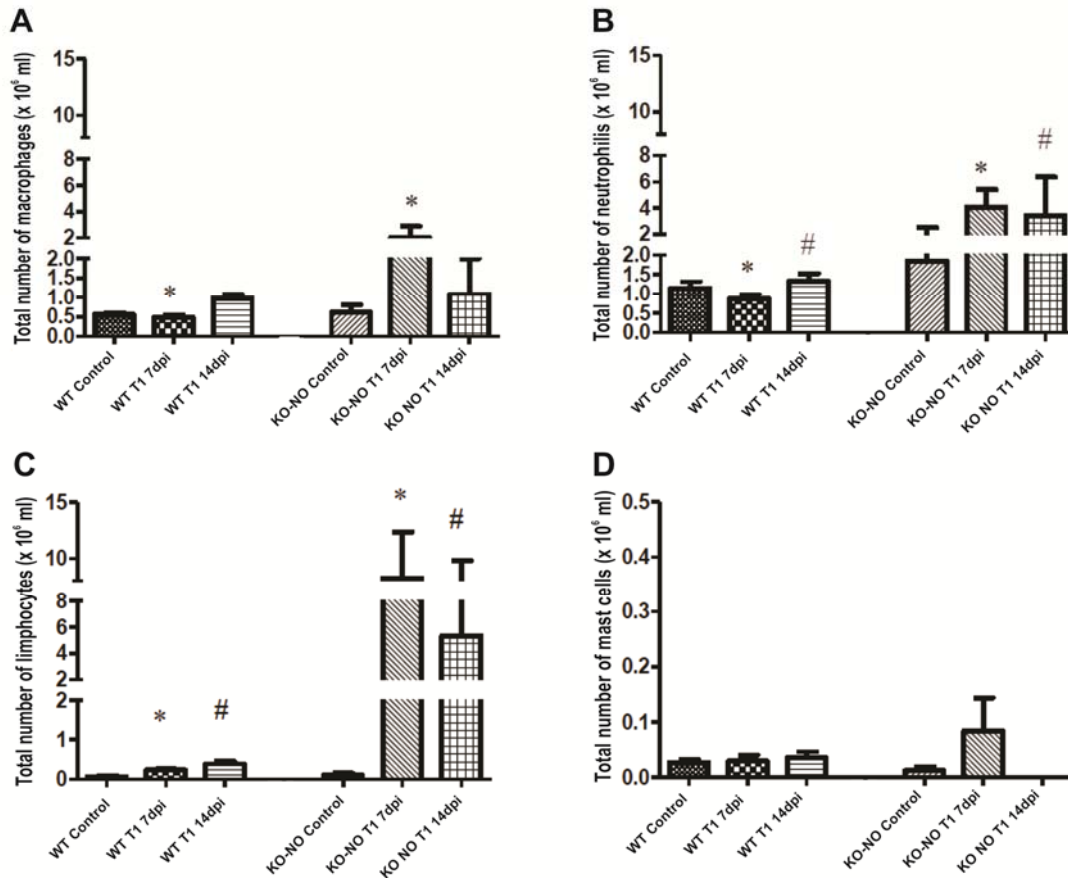 A
Total number of macrophages (x 10⁶ ml)
15
10
8
6
4
2
2.0
1.5
1.0
0.5
0.0
*
*
WT Control
WT T1 7dpi
WT T1 14dpi
KO-NO Control
KO-NO T1 7dpi
KO NO T1 14dpi
B
Total number of neutrophilis (x 10⁶ ml)
15
10
8
6
4
2
2.0
1.5
1.0
0.5
0.0
*
#
*
#
WT Control
WT T1 7dpi
WT T1 14dpi
KO-NO Control
KO-NO T1 7dpi
KO NO T1 14dpi
C
Total number of limphocytes (x 10⁶ ml)
15
10
8
6
4
2
2
1
0
*
#
*
#
WT Control
WT T1 7dpi
WT T1 14dpi
KO-NO Control
KO-NO T1 7dpi
KO NO T1 14dpi
D
Total number of mast cells (x 10⁶ ml)
0.5
0.4
0.3
0.2
0.1
0.0
WT Control
WT T1 7dpi
WT T1 14dpi
KO-NO Control
KO-NO T1 7dpi
KO NO T1 14dpi